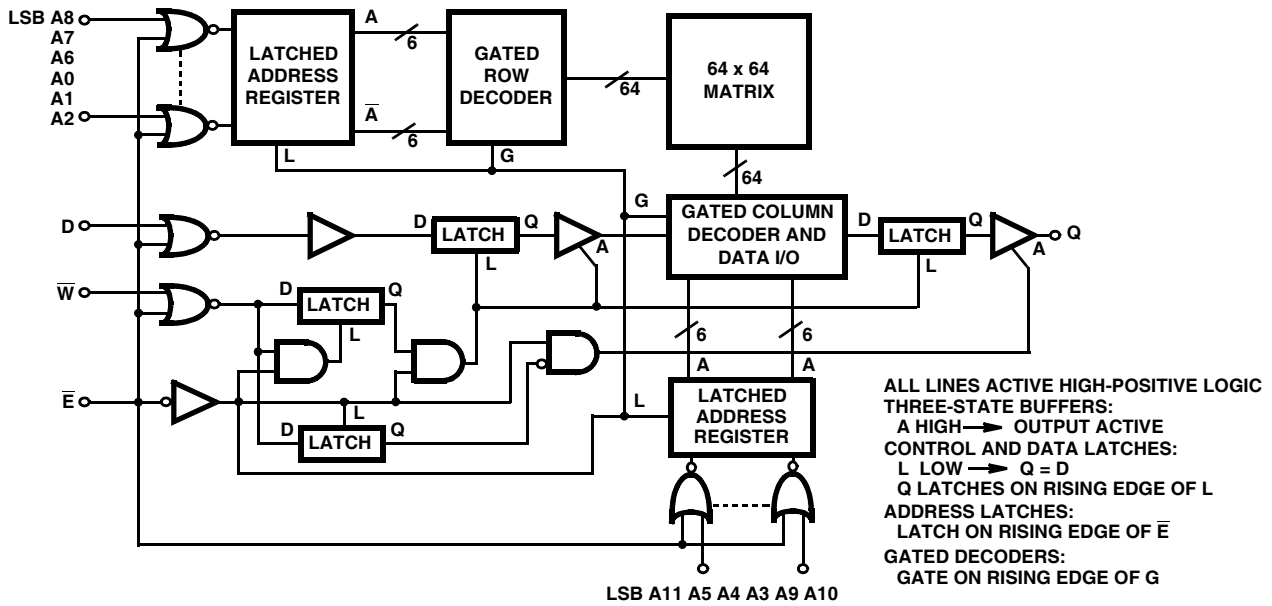 LSB A8
A7
A6
A0
A1
A2
LATCHED
ADDRESS
REGISTER
A
6
A̅
6
L
GATED
ROW
DECODER
G
64
64 x 64
MATRIX
64
D
D
LATCH
Q
L
A
G
GATED COLUMN
DECODER AND
DATA I/O
D
LATCH
Q
L
A
Q
W̅
D
LATCH
Q
L
6
6
A
A
E̅
L
D
LATCH
Q
L
LATCHED
ADDRESS
REGISTER
LSB A11 A5 A4 A3 A9 A10
ALL LINES ACTIVE HIGH-POSITIVE LOGIC
THREE-STATE BUFFERS:
A HIGH → OUTPUT ACTIVE
CONTROL AND DATA LATCHES:
L LOW → Q = D
Q LATCHES ON RISING EDGE OF L
ADDRESS LATCHES:
LATCH ON RISING EDGE OF E̅
GATED DECODERS:
GATE ON RISING EDGE OF G